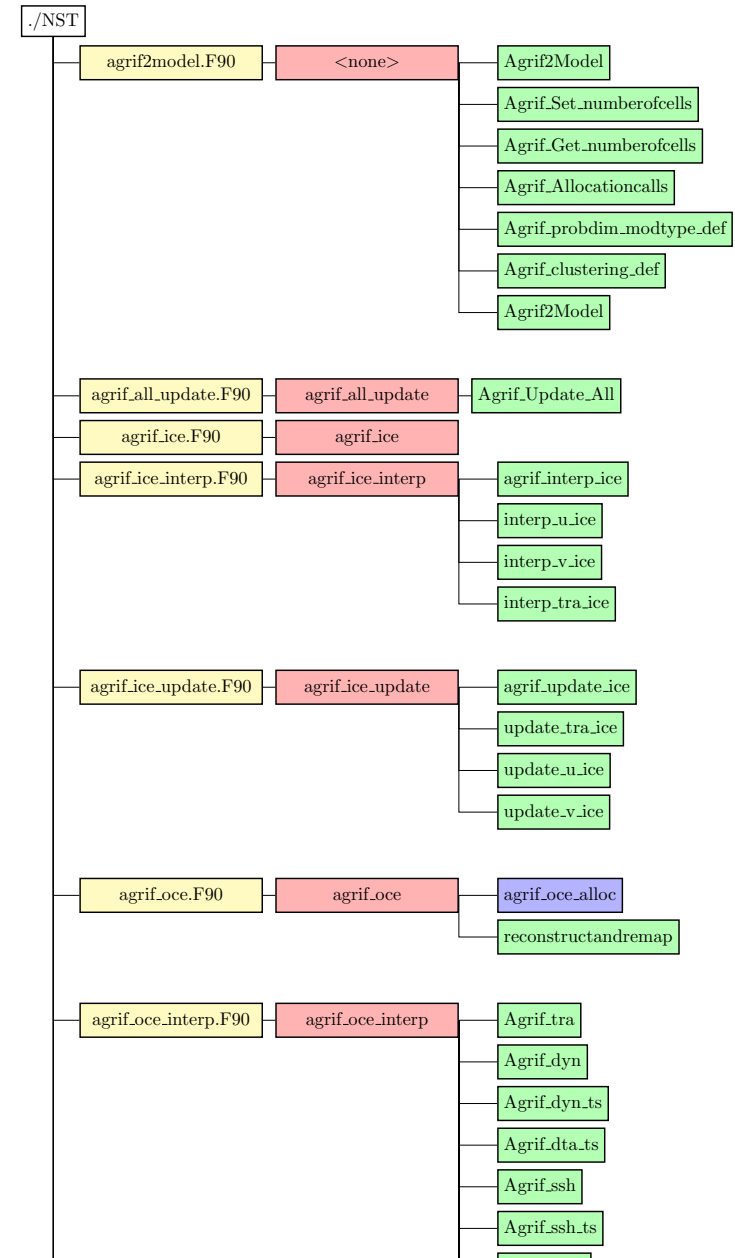 ./NST
agrif2model.F90 <none> Agrif2Model
Agrif_Set_numberofcells
Agrif_Get_numberofcells
Agrif_Allocationcalls
Agrif_probdim_modtype_def
Agrif_clustering_def
Agrif2Model
agrif_all_update.F90 agrif_all_update Agrif_Update_All
agrif_ice.F90 agrif_ice
agrif_ice_interp.F90 agrif_ice_interp agrif_interp_ice
interp_u_ice
interp_v_ice
interp_tra_ice
agrif_ice_update.F90 agrif_ice_update agrif_update_ice
update_tra_ice
update_u_ice
update_v_ice
agrif_oce.F90 agrif_oce agrif_oce_alloc
reconstructandremap
agrif_oce_interp.F90 agrif_oce_interp Agrif_tra
Agrif_dyn
Agrif_dyn_ts
Agrif_dta_ts
Agrif_ssh
Agrif_ssh_ts